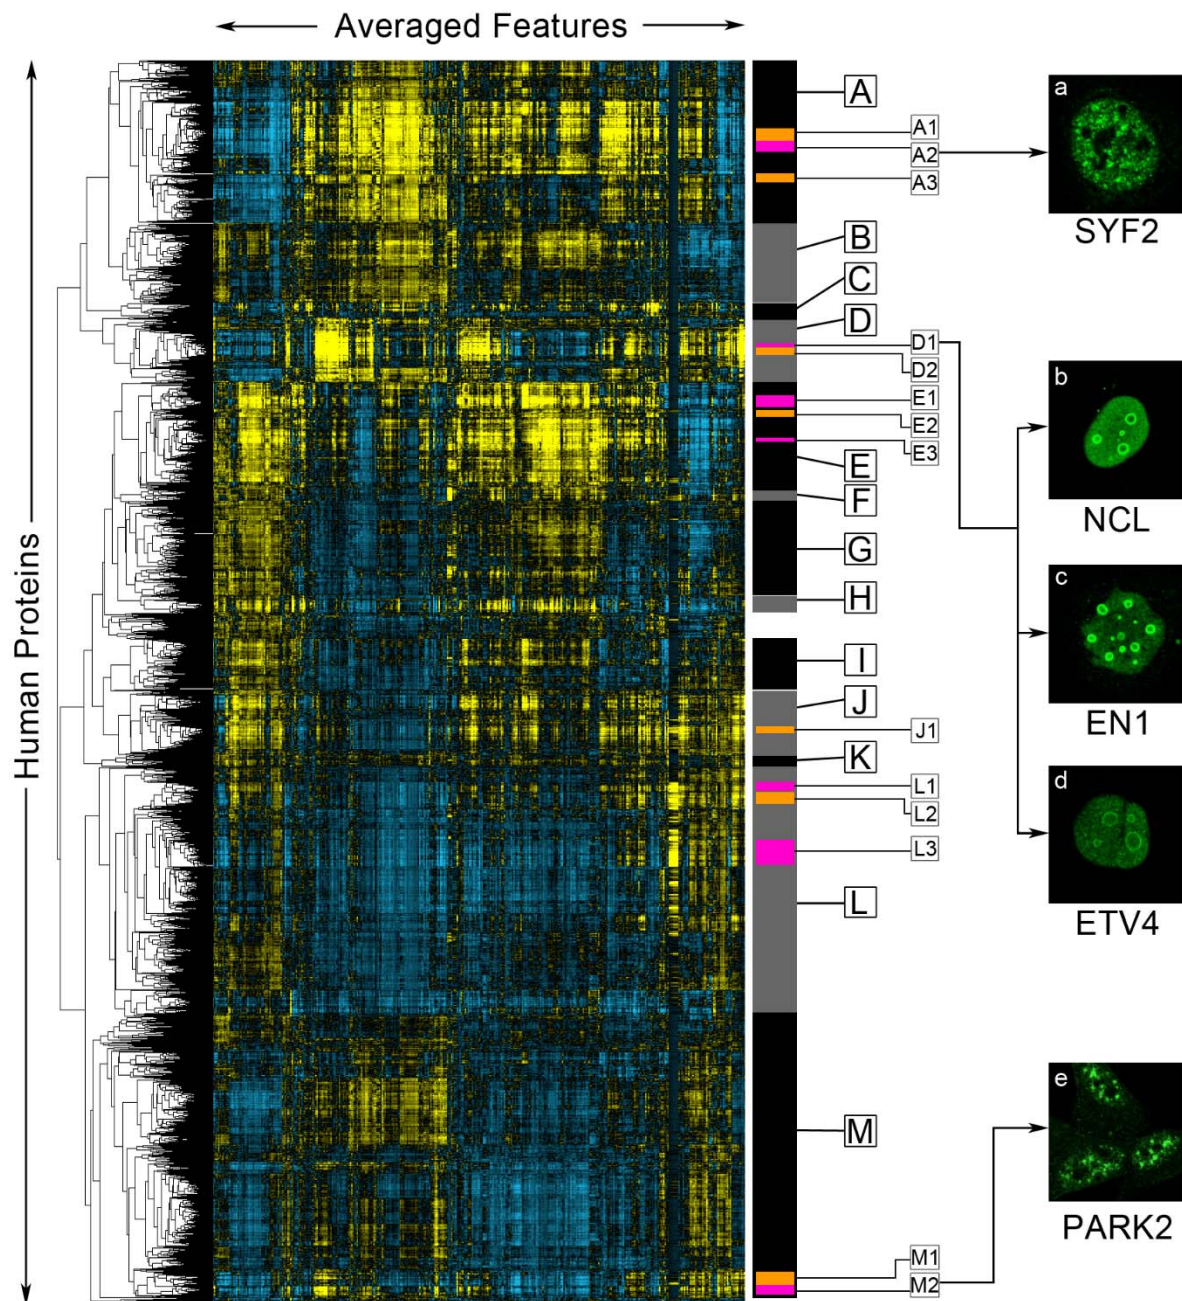 Averaged Features
Human Proteins
A
A1
A2
A3
B
C
D
D1
D2
E1
E2
E3
E
F
G
H
I
J
J1
K
L1
L2
L3
L
M
M1
M2
a
SYF2
b
NCL
c
EN1
d
ETV4
e
PARK2